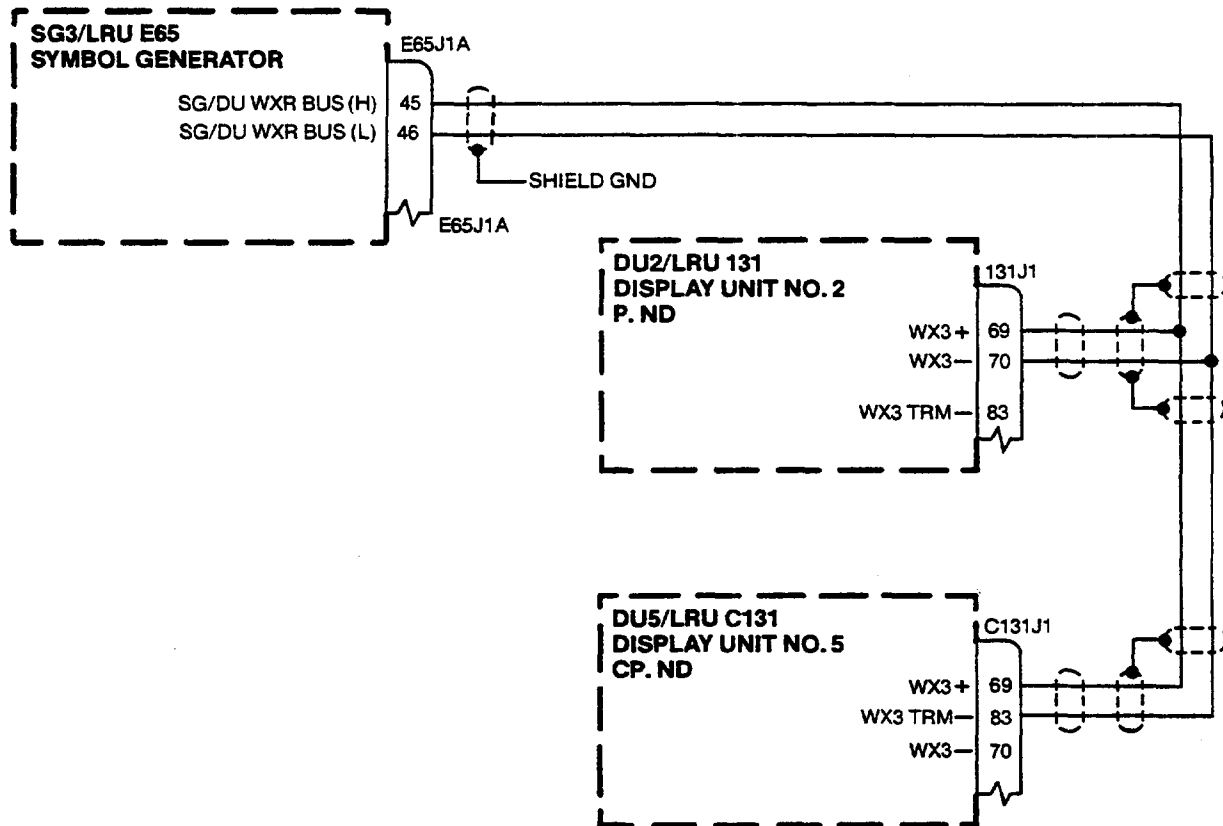 SG3/LRU E65
SYMBOL GENERATOR
E65J1A
SG/DU WXR BUS (H) 45
SG/DU WXR BUS (L) 46
SHIELD GND
E65J1A
DU2/LRU 131
DISPLAY UNIT NO. 2
P. ND
131J1
WX3+ 69
WX3- 70
WX3 TRM- 83
DU5/LRU C131
DISPLAY UNIT NO. 5
CP. ND
C131J1
WX3+ 69
WX3 TRM- 83
WX3- 70